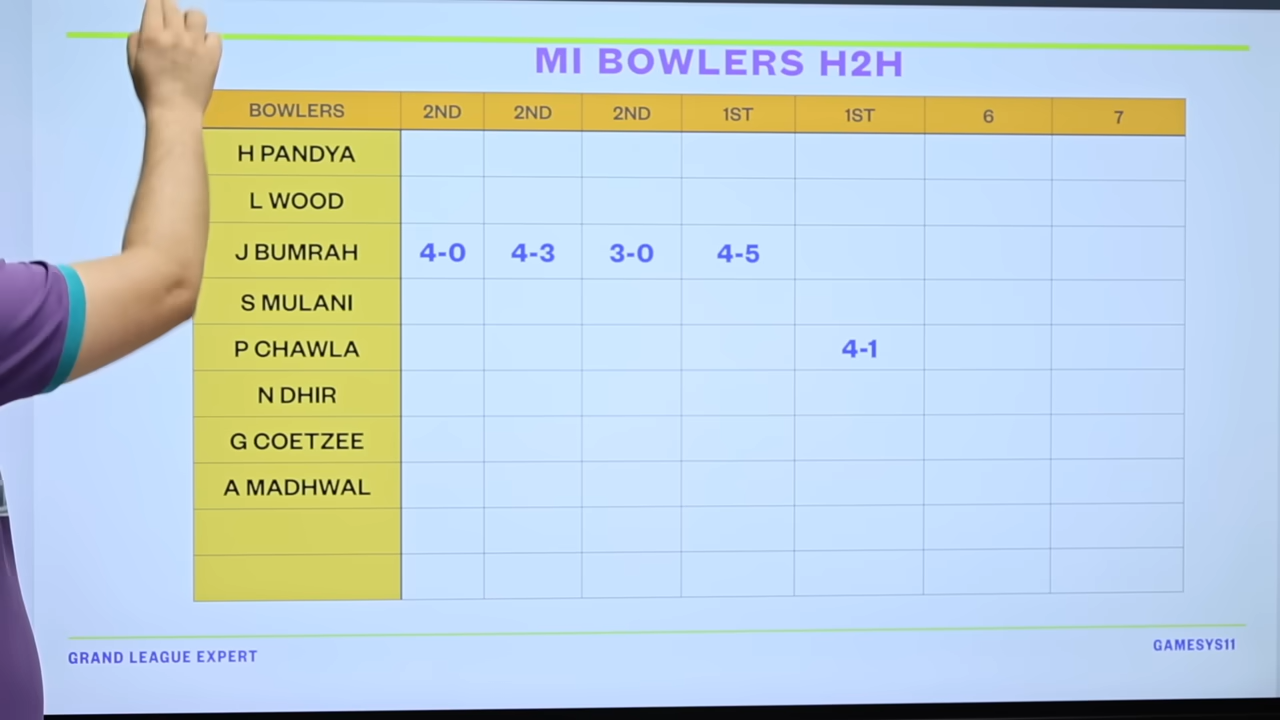 MI BOWLERS H2H
BOWLERS 2ND 2ND 2ND 1ST 1ST 6 7
H PANDYA
L WOOD
J BUMRAH 4-0 4-3 3-0 4-5
S MULANI
P CHAWLA 4-1
N DHIR
G COETZEE
A MADHWAL
GRAND LEAGUE EXPERT
GAMESYS11